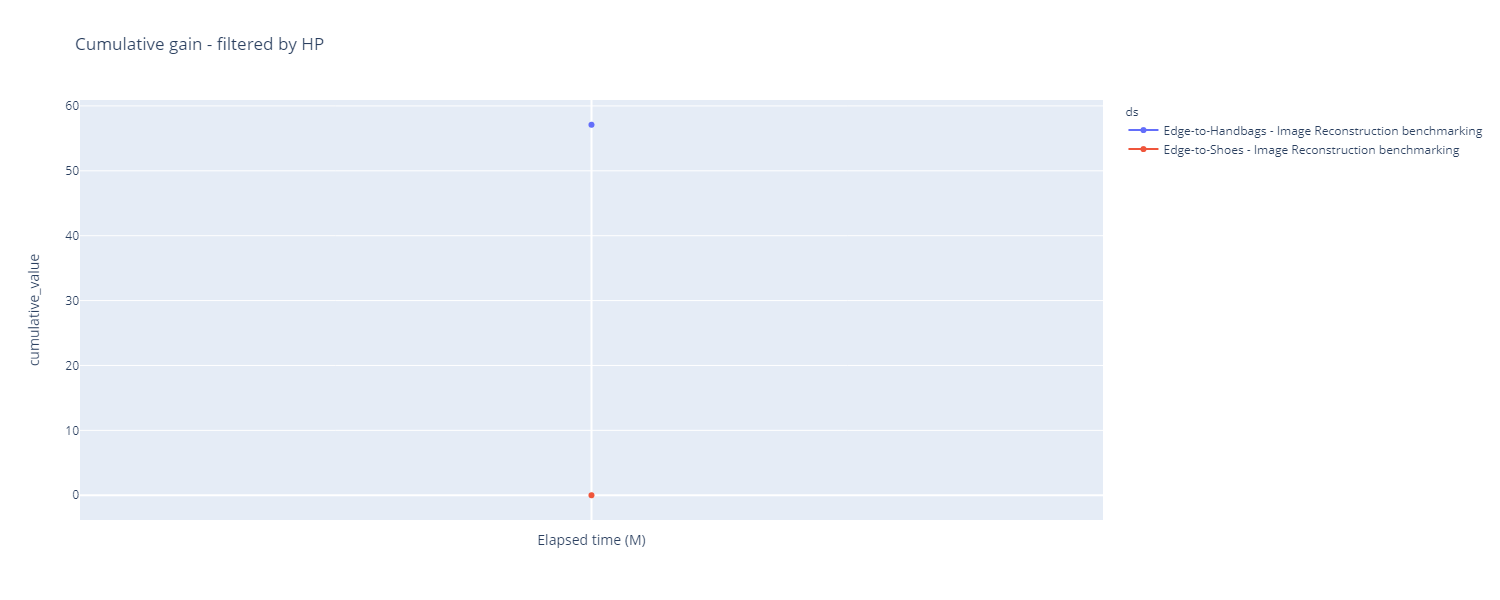 Cumulative gain - filtered by HP
60
50
40
30
20
10
0
cumulative_value
Elapsed time (M)
ds
Edge-to-Handbags - Image Reconstruction benchmarking
Edge-to-Shoes - Image Reconstruction benchmarking